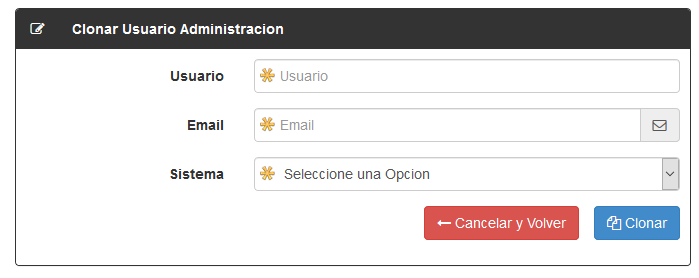 Clonar Usuario Administracion
Usuario Usuario
Email Email
Sistema Seleccione una Opcion
Cancelar y Volver Clonar